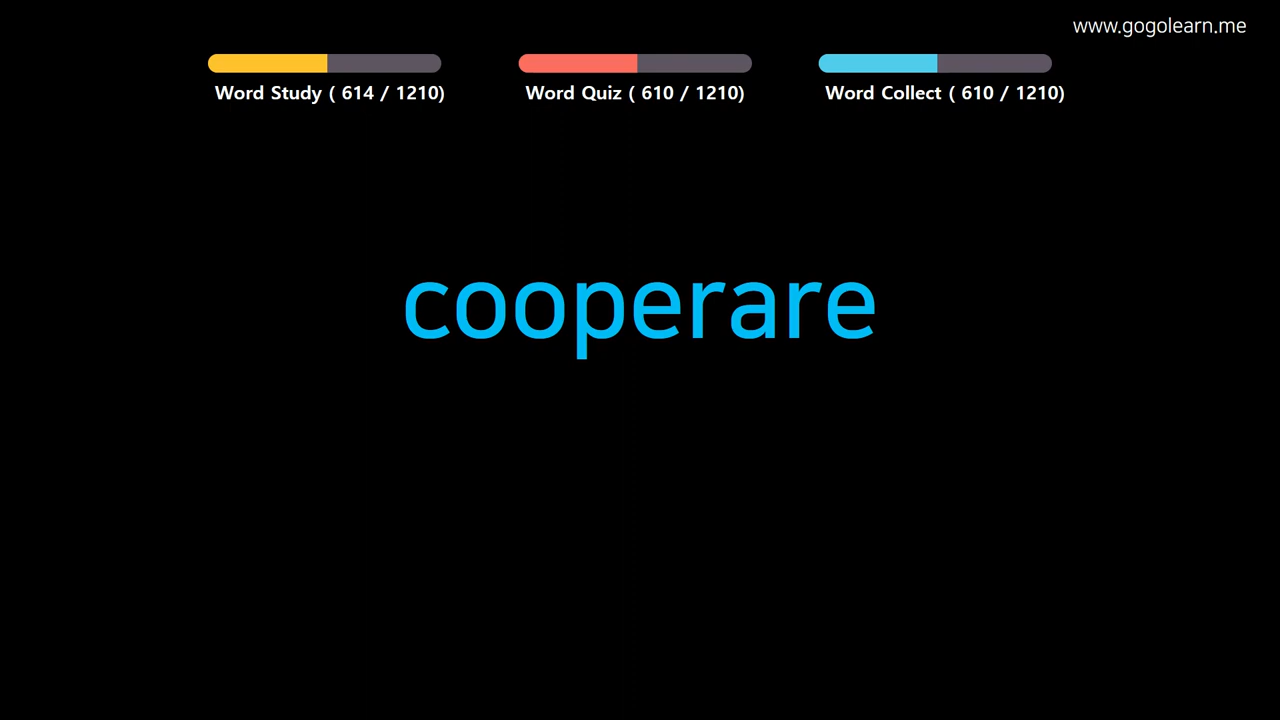 www.gogolearn.me
Word Study ( 614 / 1210)
Word Quiz ( 610 / 1210)
Word Collect ( 610 / 1210)
cooperare